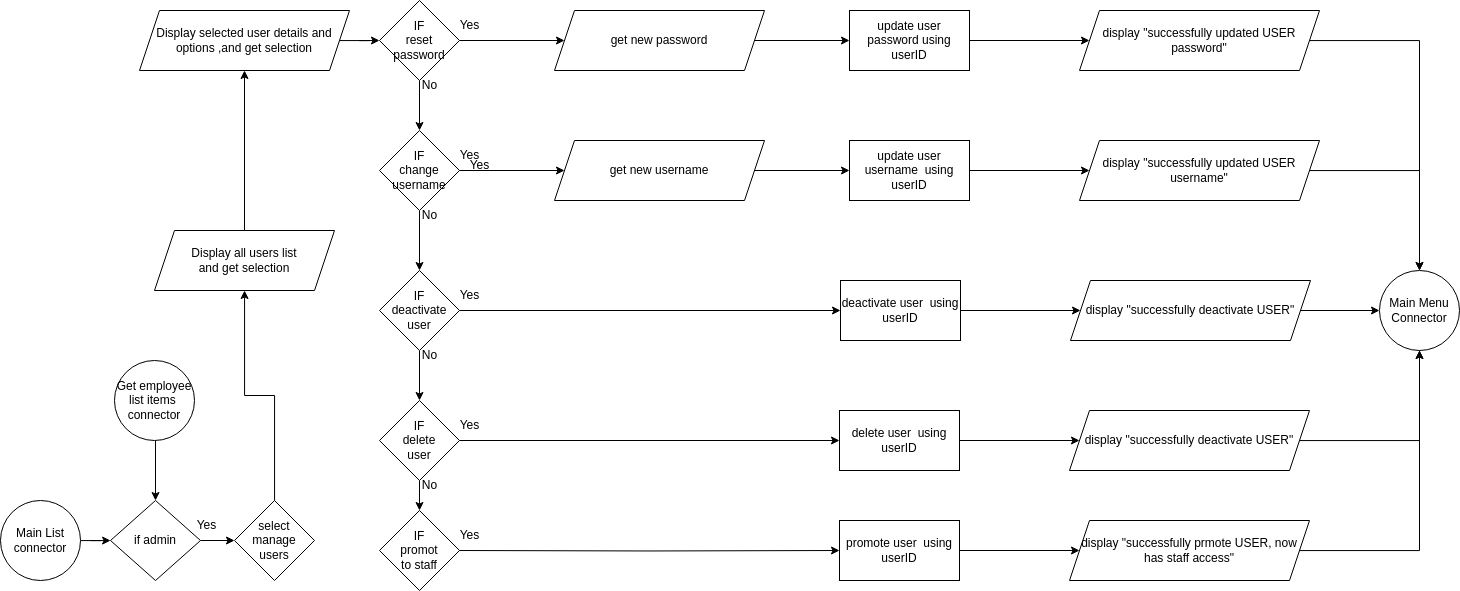 Display selected user details and
options ,and get selection
IF
reset
password
Yes
get new password
update user
password using
userID
display "successfully updated USER
password"
No
IF
change
username
Yes
Yes
get new username
update user
username  using
userID
display "successfully updated USER
username"
No
Display all users list
and get selection
IF
deactivate
user
Yes
deactivate user  using
userID
display "successfully deactivate USER"
Main Menu
Connector
No
Get employee
list items
connector
IF
delete
user
Yes
delete user  using
userID
display "successfully deactivate USER"
No
Main List
connector
if admin
Yes
select
manage
users
IF
promot
to staff
Yes
promote user  using
userID
display "successfully prmote USER, now
has staff access"